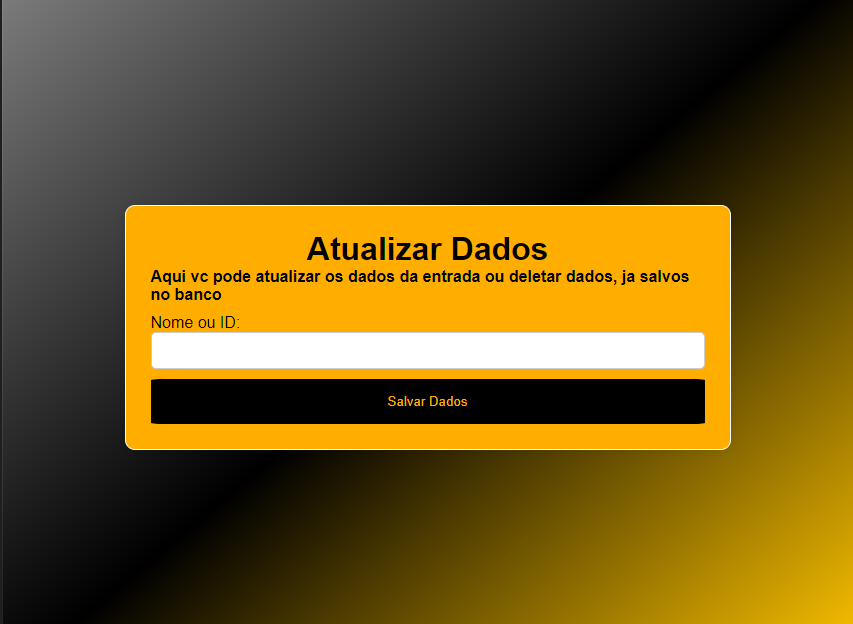 Atualizar Dados
Aqui vc pode atualizar os dados da entrada ou deletar dados, ja salvos
no banco
Nome ou ID:
Salvar Dados